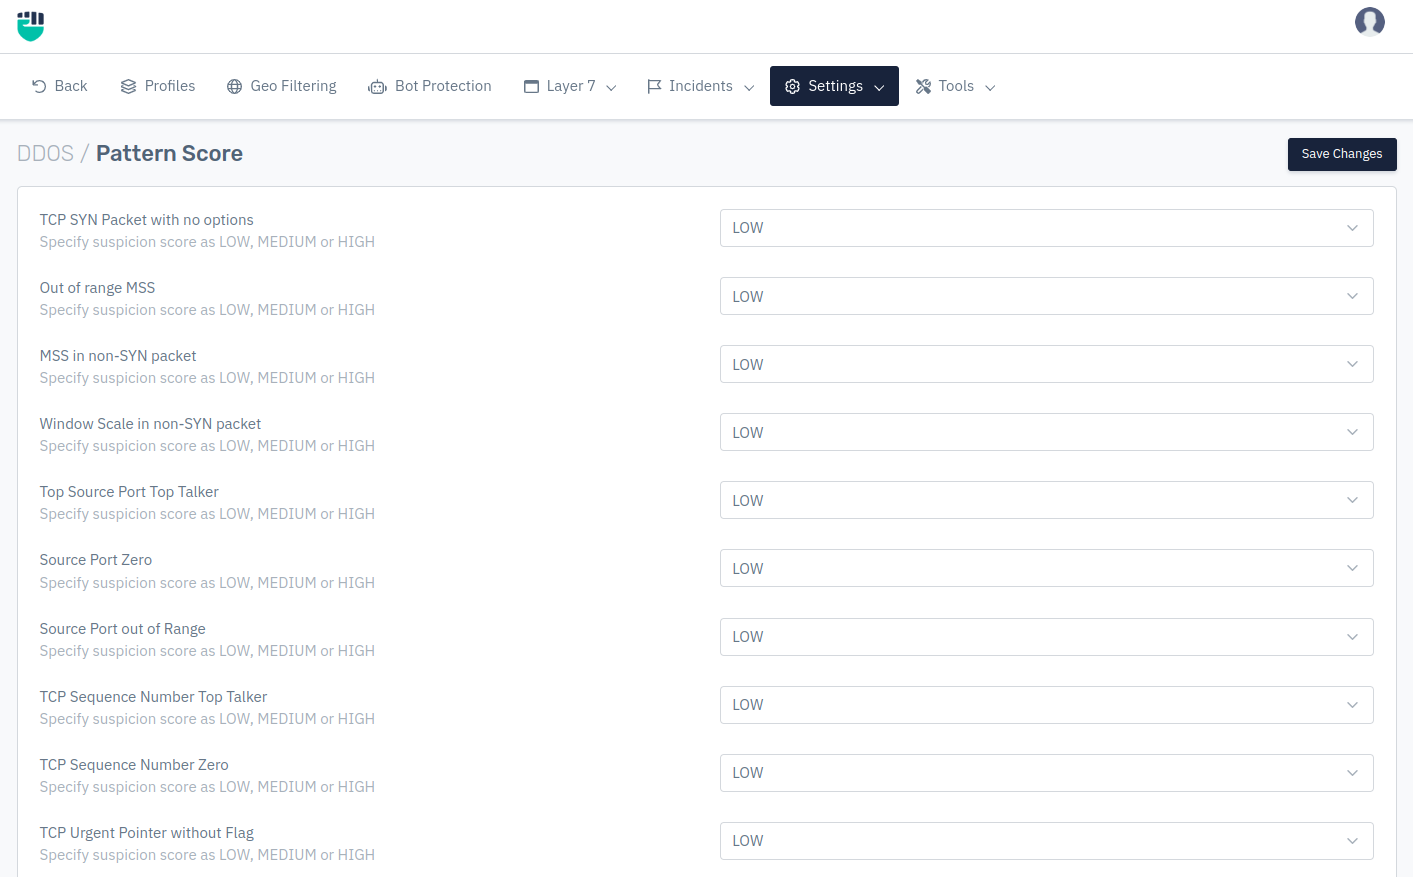 Back Profiles Geo Filtering Bot Protection Layer 7 Incidents Settings Tools
DDOS / Pattern Score Save Changes
TCP SYN Packet with no options
Specify suspicion score as LOW, MEDIUM or HIGH
LOW
Out of range MSS
Specify suspicion score as LOW, MEDIUM or HIGH
LOW
MSS in non-SYN packet
Specify suspicion score as LOW, MEDIUM or HIGH
LOW
Window Scale in non-SYN packet
Specify suspicion score as LOW, MEDIUM or HIGH
LOW
Top Source Port Top Talker
Specify suspicion score as LOW, MEDIUM or HIGH
LOW
Source Port Zero
Specify suspicion score as LOW, MEDIUM or HIGH
LOW
Source Port out of Range
Specify suspicion score as LOW, MEDIUM or HIGH
LOW
TCP Sequence Number Top Talker
Specify suspicion score as LOW, MEDIUM or HIGH
LOW
TCP Sequence Number Zero
Specify suspicion score as LOW, MEDIUM or HIGH
LOW
TCP Urgent Pointer without Flag
Specify suspicion score as LOW, MEDIUM or HIGH
LOW